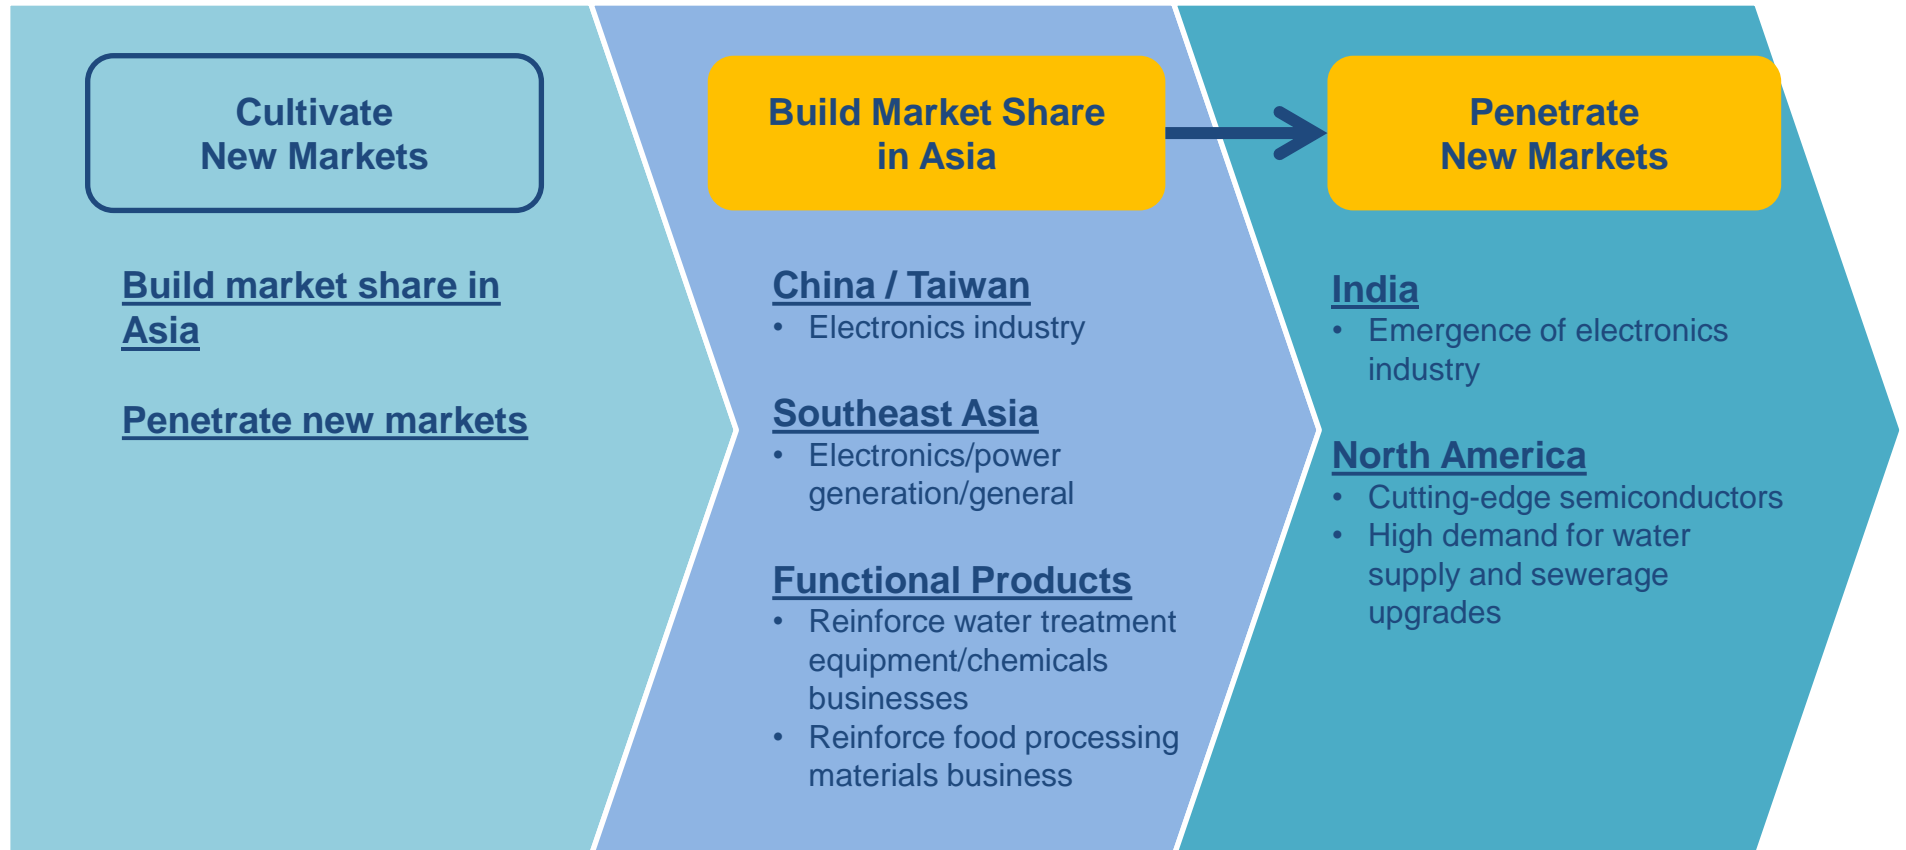 Cultivate
New Markets
Build market share in
Asia
Penetrate new markets
Build Market Share
in Asia
China / Taiwan
• Electronics industry
Southeast Asia
• Electronics/power
generation/general
Functional Products
• Reinforce water treatment
equipment/chemicals
businesses
• Reinforce food processing
materials business
Penetrate
New Markets
India
• Emergence of electronics
industry
North America
• Cutting-edge semiconductors
• High demand for water
supply and sewerage
upgrades